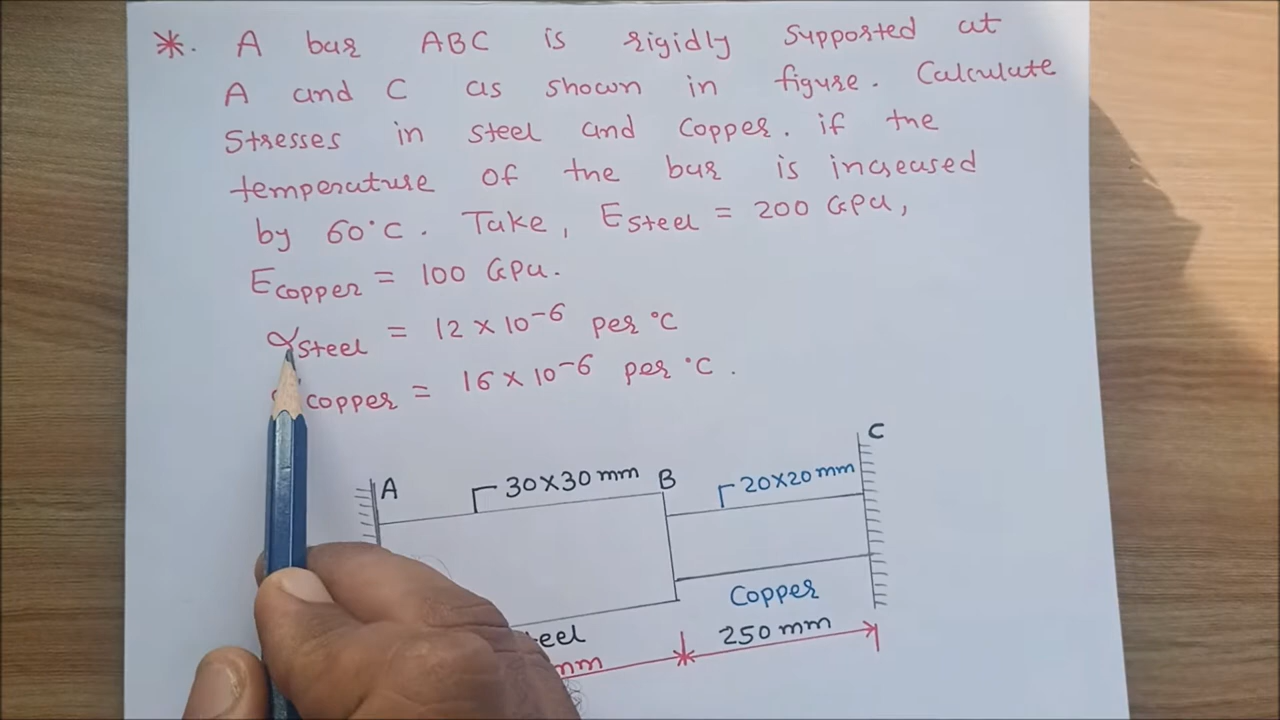 *. A bar ABC is rigidly supported at
A and C as shown in figure. Calculate
stresses in steel and copper. if the
temperature of the bar is increased
by 60°C. Take, Esteel = 200 GPa,
Ecopper = 100 GPa.
αsteel = 12 × 10-6 per °C
copper = 16 × 10-6 per °C.
C
A 30×30 mm B 20×20 mm
Copper
teel 250 mm
mm